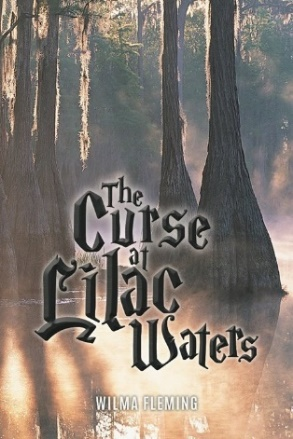 The
Curse
at
Lilac
Waters
WILMA FLEMING